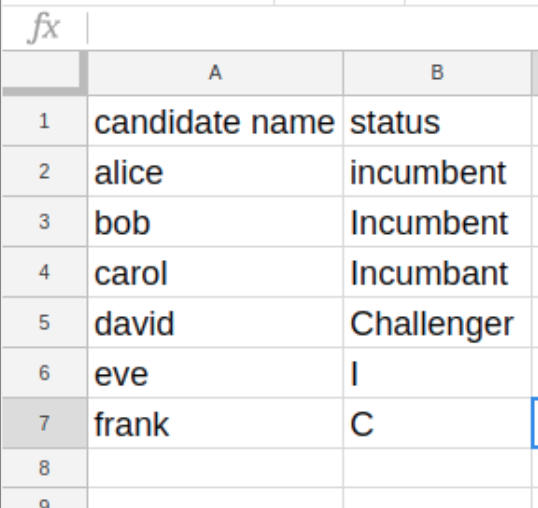 fx
A B
1 candidate name status
2 alice incumbent
3 bob Incumbent
4 carol Incumbant
5 david Challenger
6 eve I
7 frank C
8
9